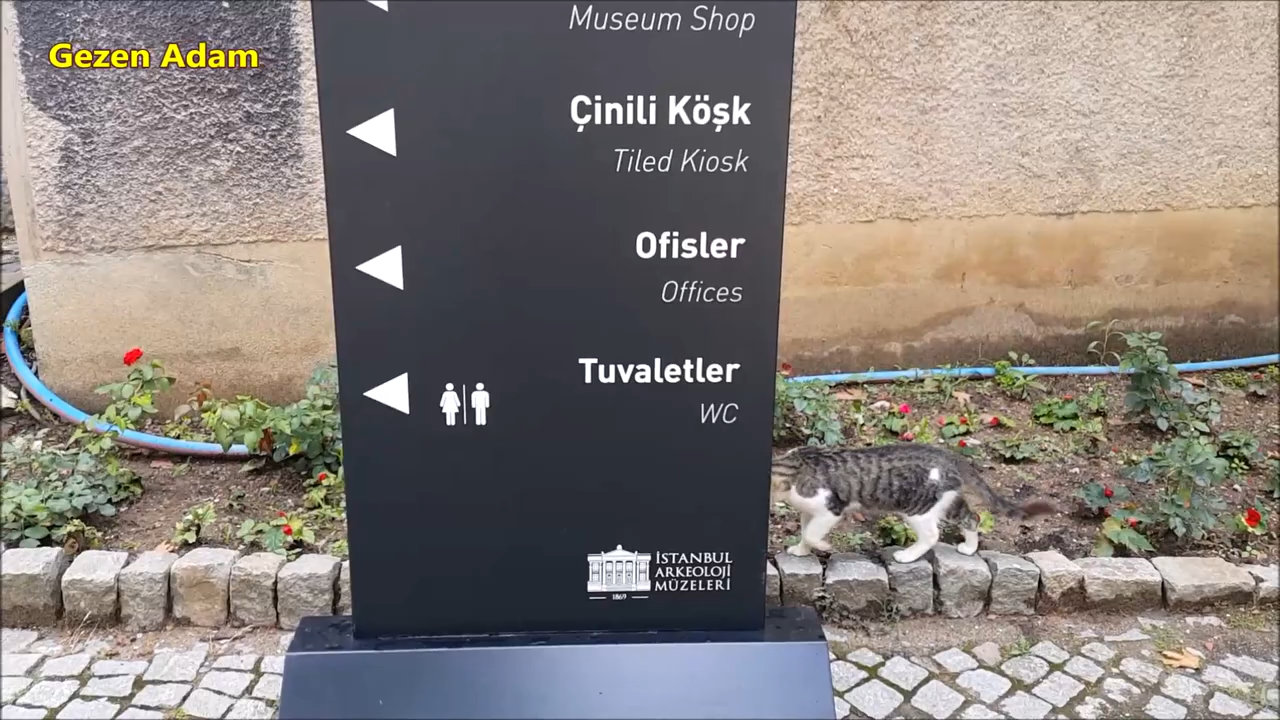 Gezen Adam
Museum Shop
Çinili Köşk
Tiled Kiosk
Ofisler
Offices
Tuvaletler
WC
İSTANBUL
ARKEOLOJİ
MÜZELERİ
1869